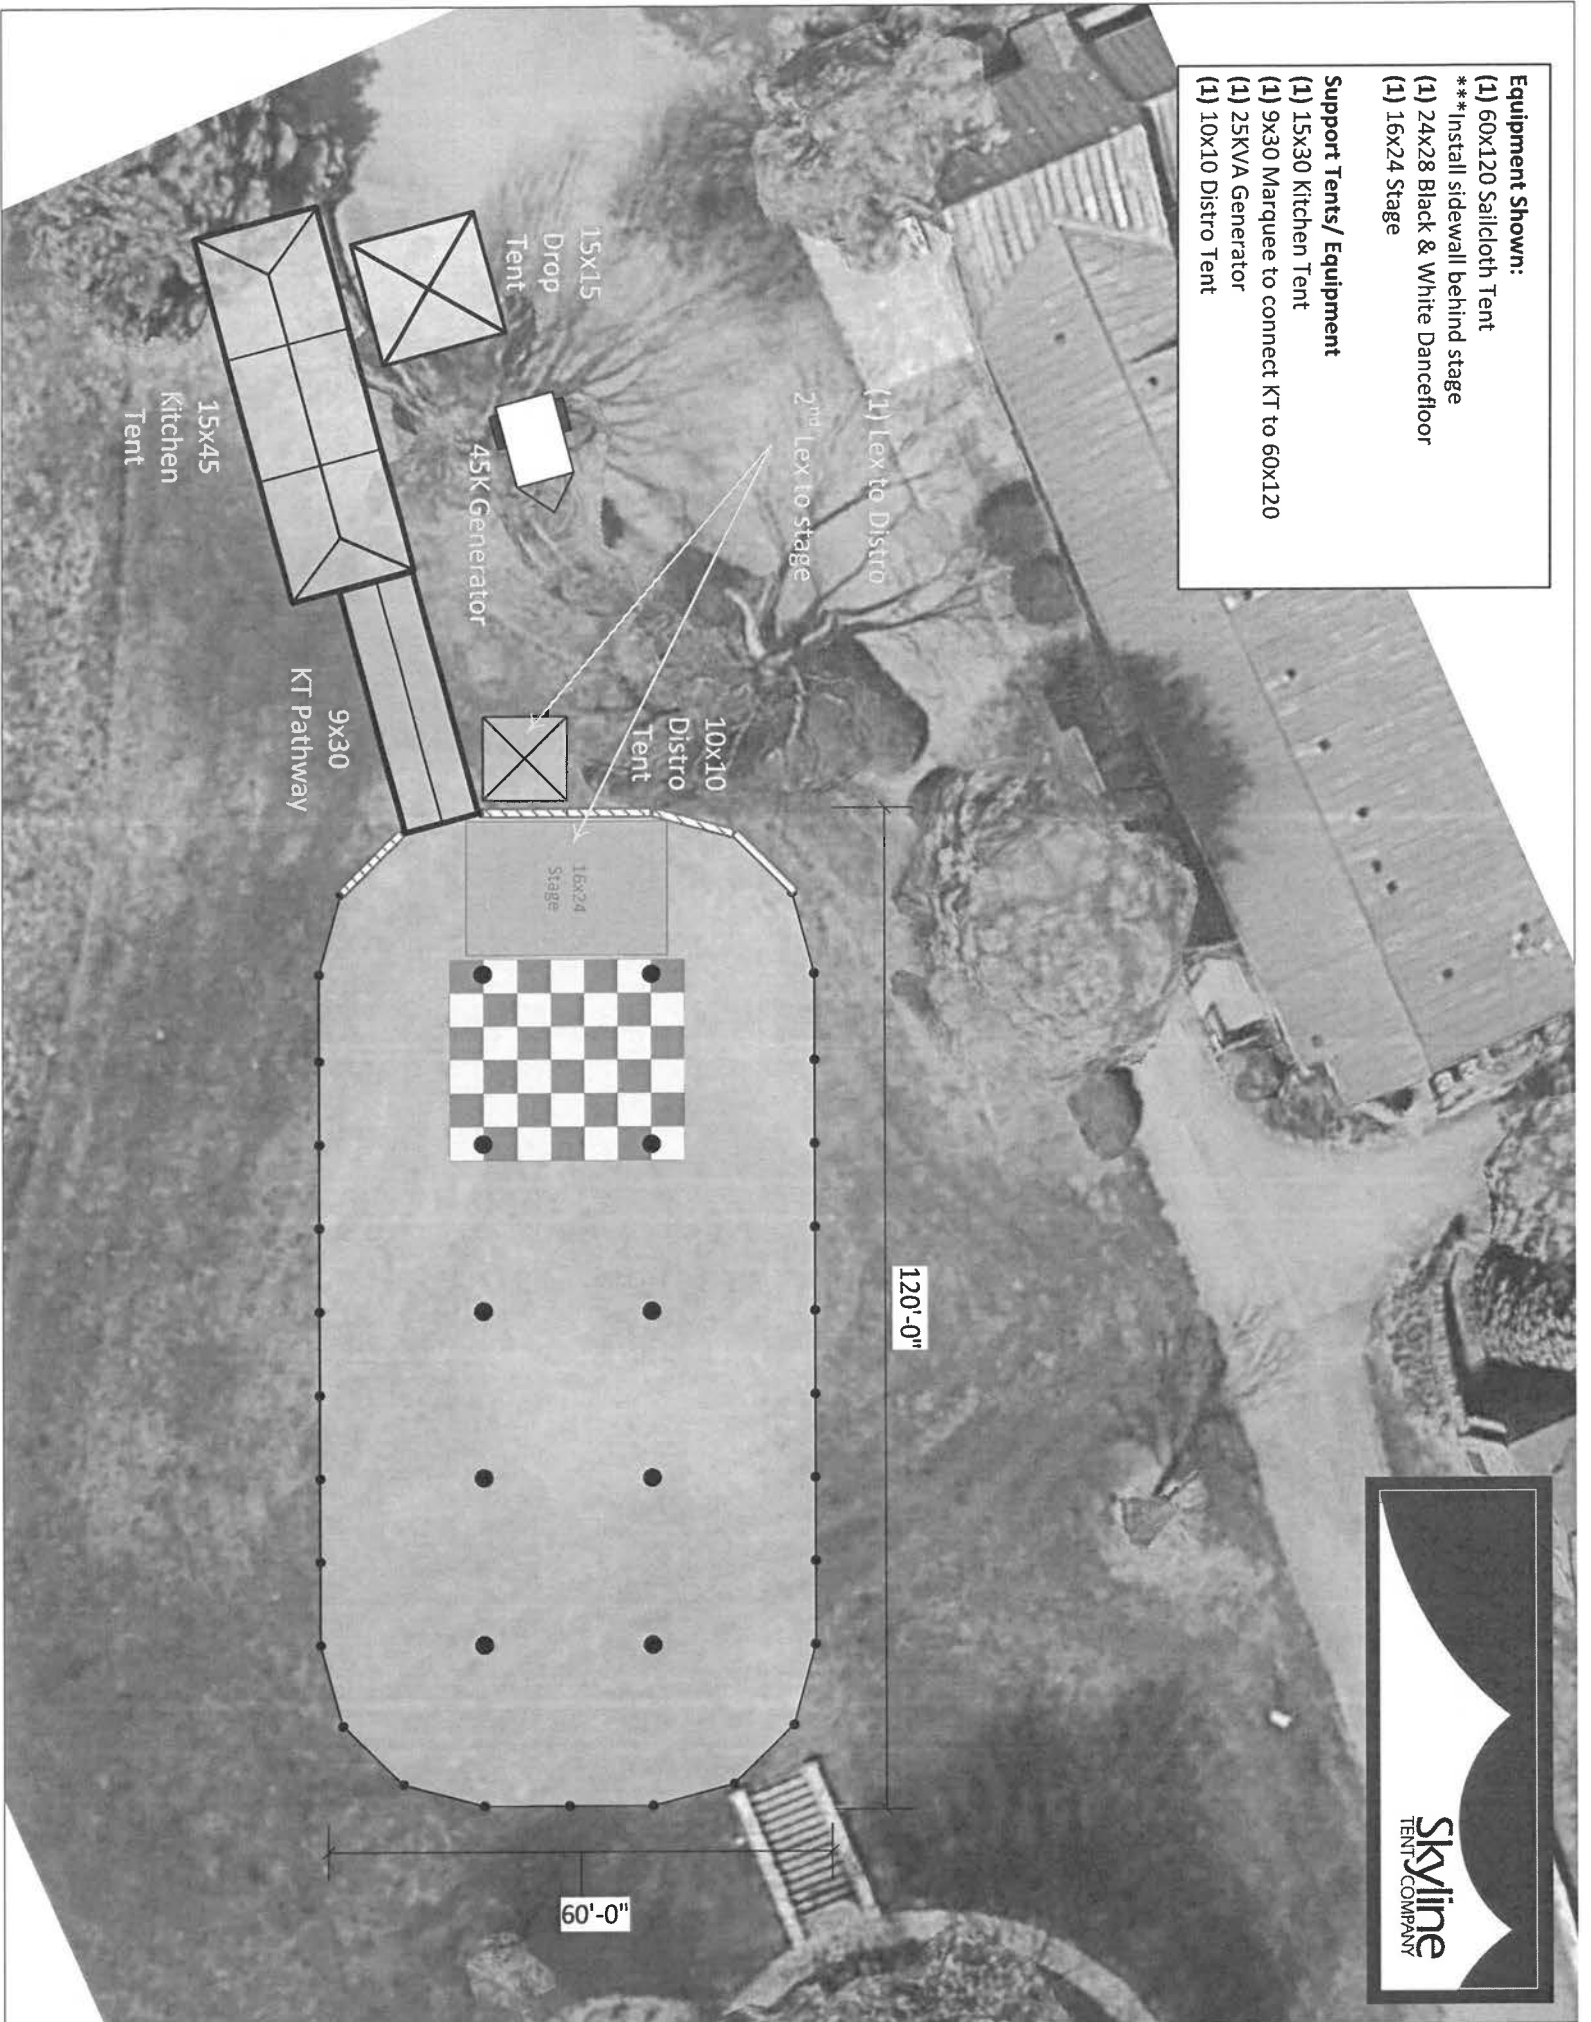 Equipment Shown:
(1) 60x120 Sailcloth Tent
***Install sidewall behind stage
(1) 24x28 Black & White Dancefloor
(1) 16x24 Stage
Support Tents/ Equipment
(1) 15x30 Kitchen Tent
(1) 9x30 Marquee to connect KT to 60x120
(1) 25KVA Generator
(1) 10x10 Distro Tent
Skyline
TENT COMPANY
(1) Lex to Distro
2nd Lex to stage
15x15
Drop
Tent
45K Generator
10x10
Distro
Tent
15x45
Kitchen
Tent
9x30
KT Pathway
16x24
Stage
120'-0"
60'-0"